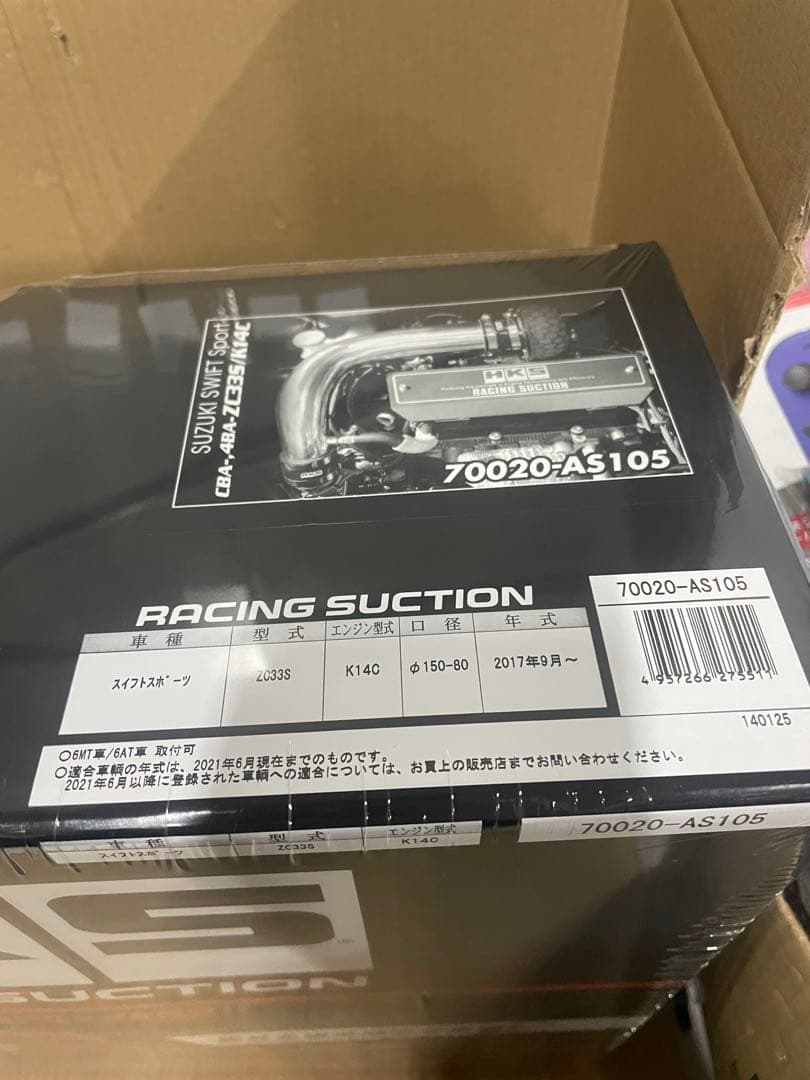 SUZUKI SWIFT Sport
CBA-,4BA-ZC33S/K14C
HKS
RACING SUCTION
70020-AS105
RACING SUCTION
車種 型式 エンジン型式 口径 年式
スイフトスポーツ ZC33S K14C φ150-80 2017年9月～
70020-AS105
4 957266 275511
140125
○6MT車/6AT車 取付可
○適合車輌の年式は、2021年6月現在までのものです。
2021年6月以降に登録された車輌への適合については、お買上の販売店までお問い合わせください。
車種 型式 エンジン型式
スイフトスポーツ ZC33S K14C
70020-AS105
KS
SUCTION